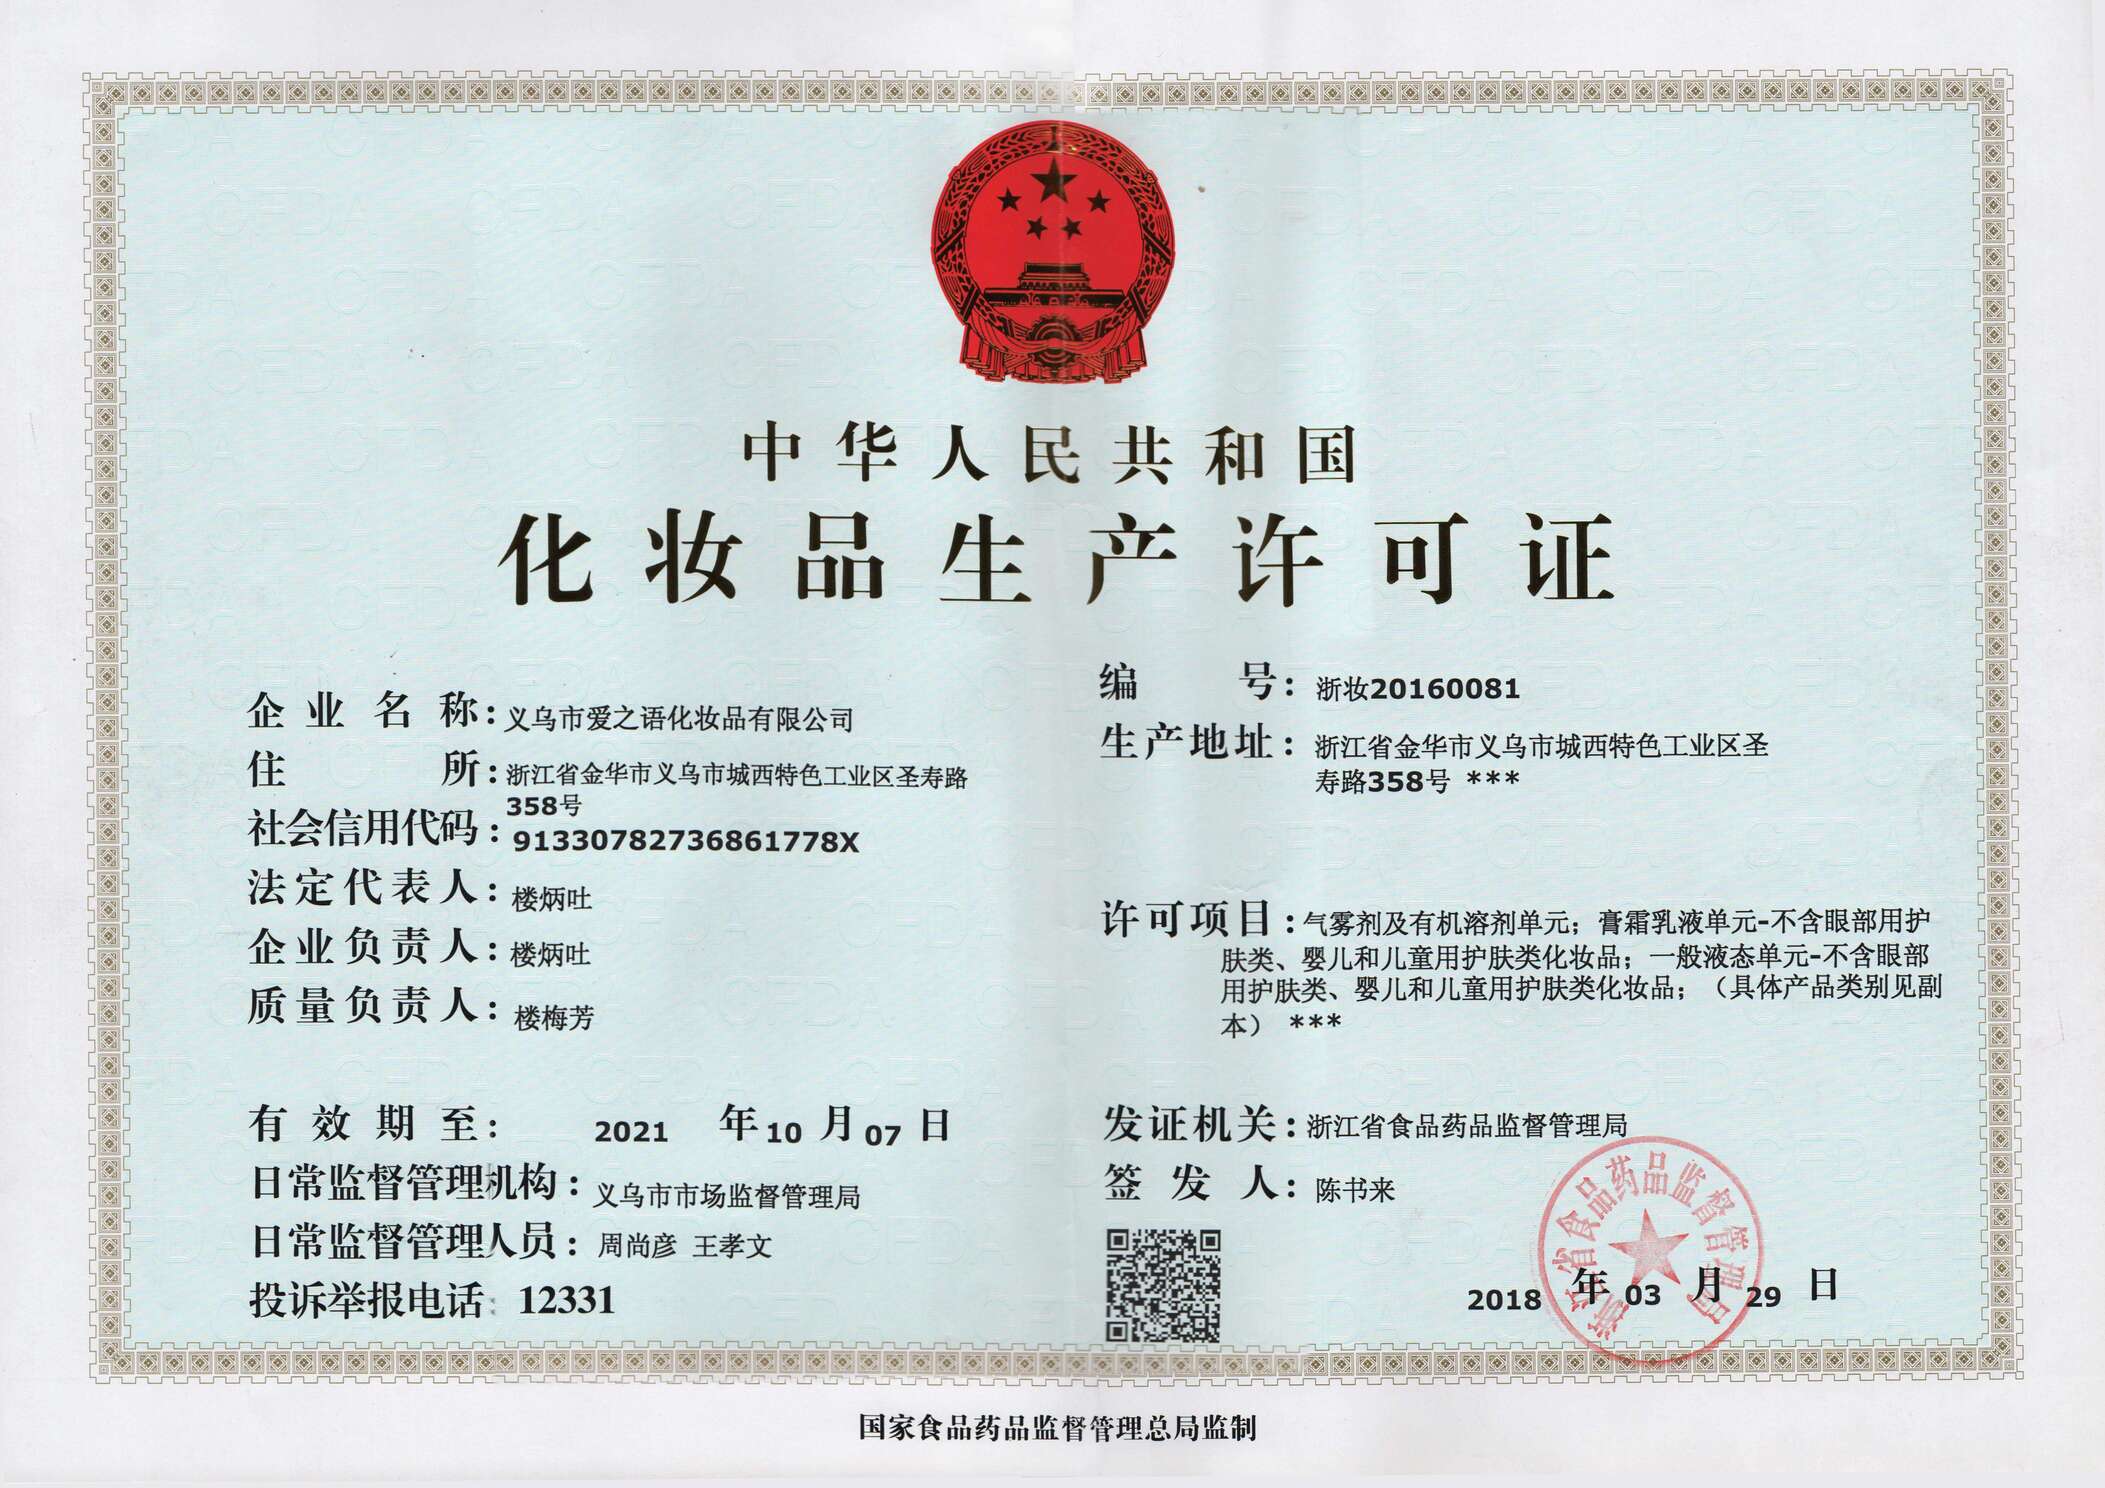 中华人民共和国
化妆品生产许可证
企业名称：义乌市爱之语化妆品有限公司
住所：浙江省金华市义乌市城西特色工业区圣寿路
358号
社会信用代码：91330782736861778X
法定代表人：楼炳吐
企业负责人：楼炳吐
质量负责人：楼梅芳
有效期至：2021年10月07日
日常监督管理机构：义乌市市场监督管理局
日常监督管理人员：周尚彦 王孝文
投诉举报电话：12331
编号：浙妆20160081
生产地址：浙江省金华市义乌市城西特色工业区圣
寿路358号 ***
许可项目：气雾剂及有机溶剂单元；膏霜乳液单元-不含眼部用护
肤类、婴儿和儿童用护肤类化妆品；一般液态单元-不含眼部
用护肤类、婴儿和儿童用护肤类化妆品；（具体产品类别见副
本） ***
发证机关：浙江省食品药品监督管理局
签发人：陈书来
浙江省食品药品监督管理局
2018年03月29日
国家食品药品监督管理总局监制